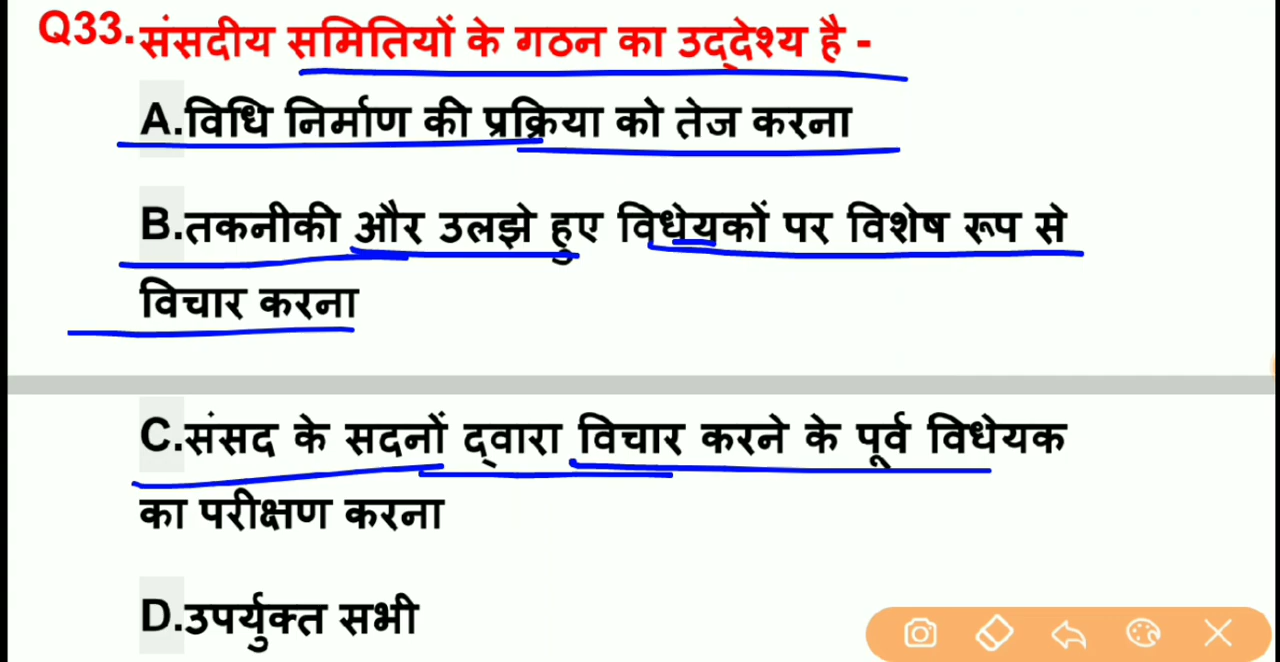 Q33.संसदीय समितियों के गठन का उद्देश्य है -
A.विधि निर्माण की प्रक्रिया को तेज करना
B.तकनीकी और उलझे हुए विधेयकों पर विशेष रूप से
विचार करना
C.संसद के सदनों द्वारा विचार करने के पूर्व विधेयक
का परीक्षण करना
D.उपर्युक्त सभी